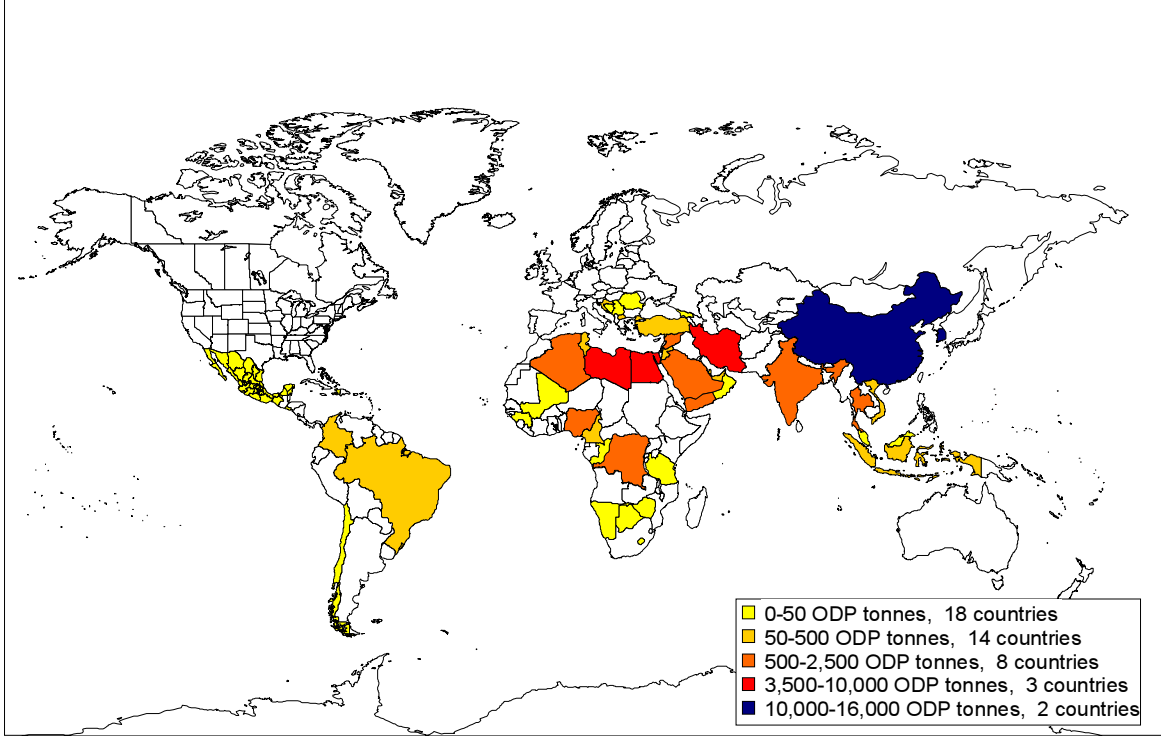 0-50 ODP tonnes, 18 countries
50-500 ODP tonnes, 14 countries
500-2,500 ODP tonnes, 8 countries
3,500-10,000 ODP tonnes, 3 countries
10,000-16,000 ODP tonnes, 2 countries